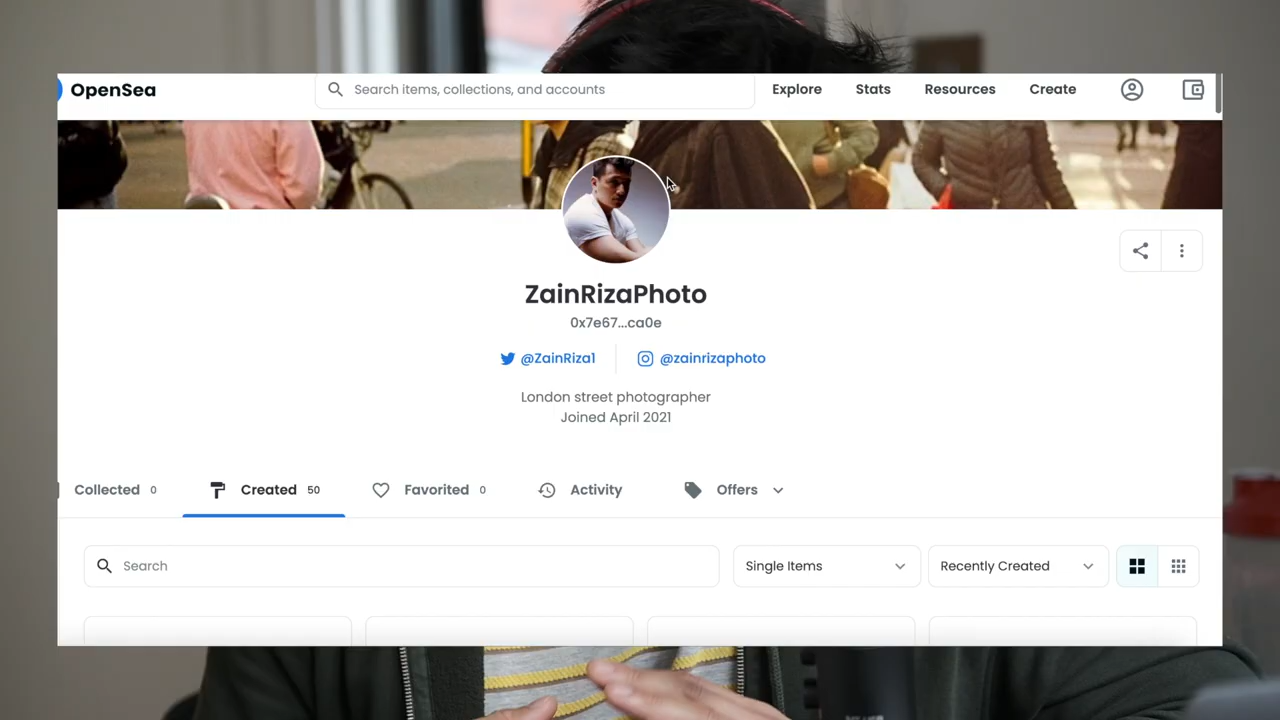 OpenSea
Search items, collections, and accounts
Explore Stats Resources Create
ZainRizaPhoto
0x7e67...ca0e
@ZainRiza1 @zainrizaphoto
London street photographer
Joined April 2021
Collected 0 Created 50 Favorited 0 Activity Offers
Search Single Items Recently Created